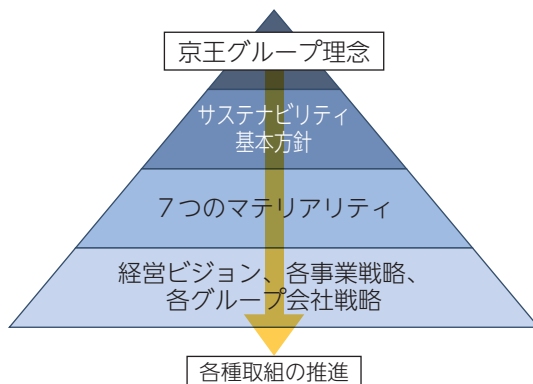 京王グループ理念
サステナビリティ
基本方針
７つのマテリアリティ
経営ビジョン、各事業戦略、
各グループ会社戦略
各種取組の推進